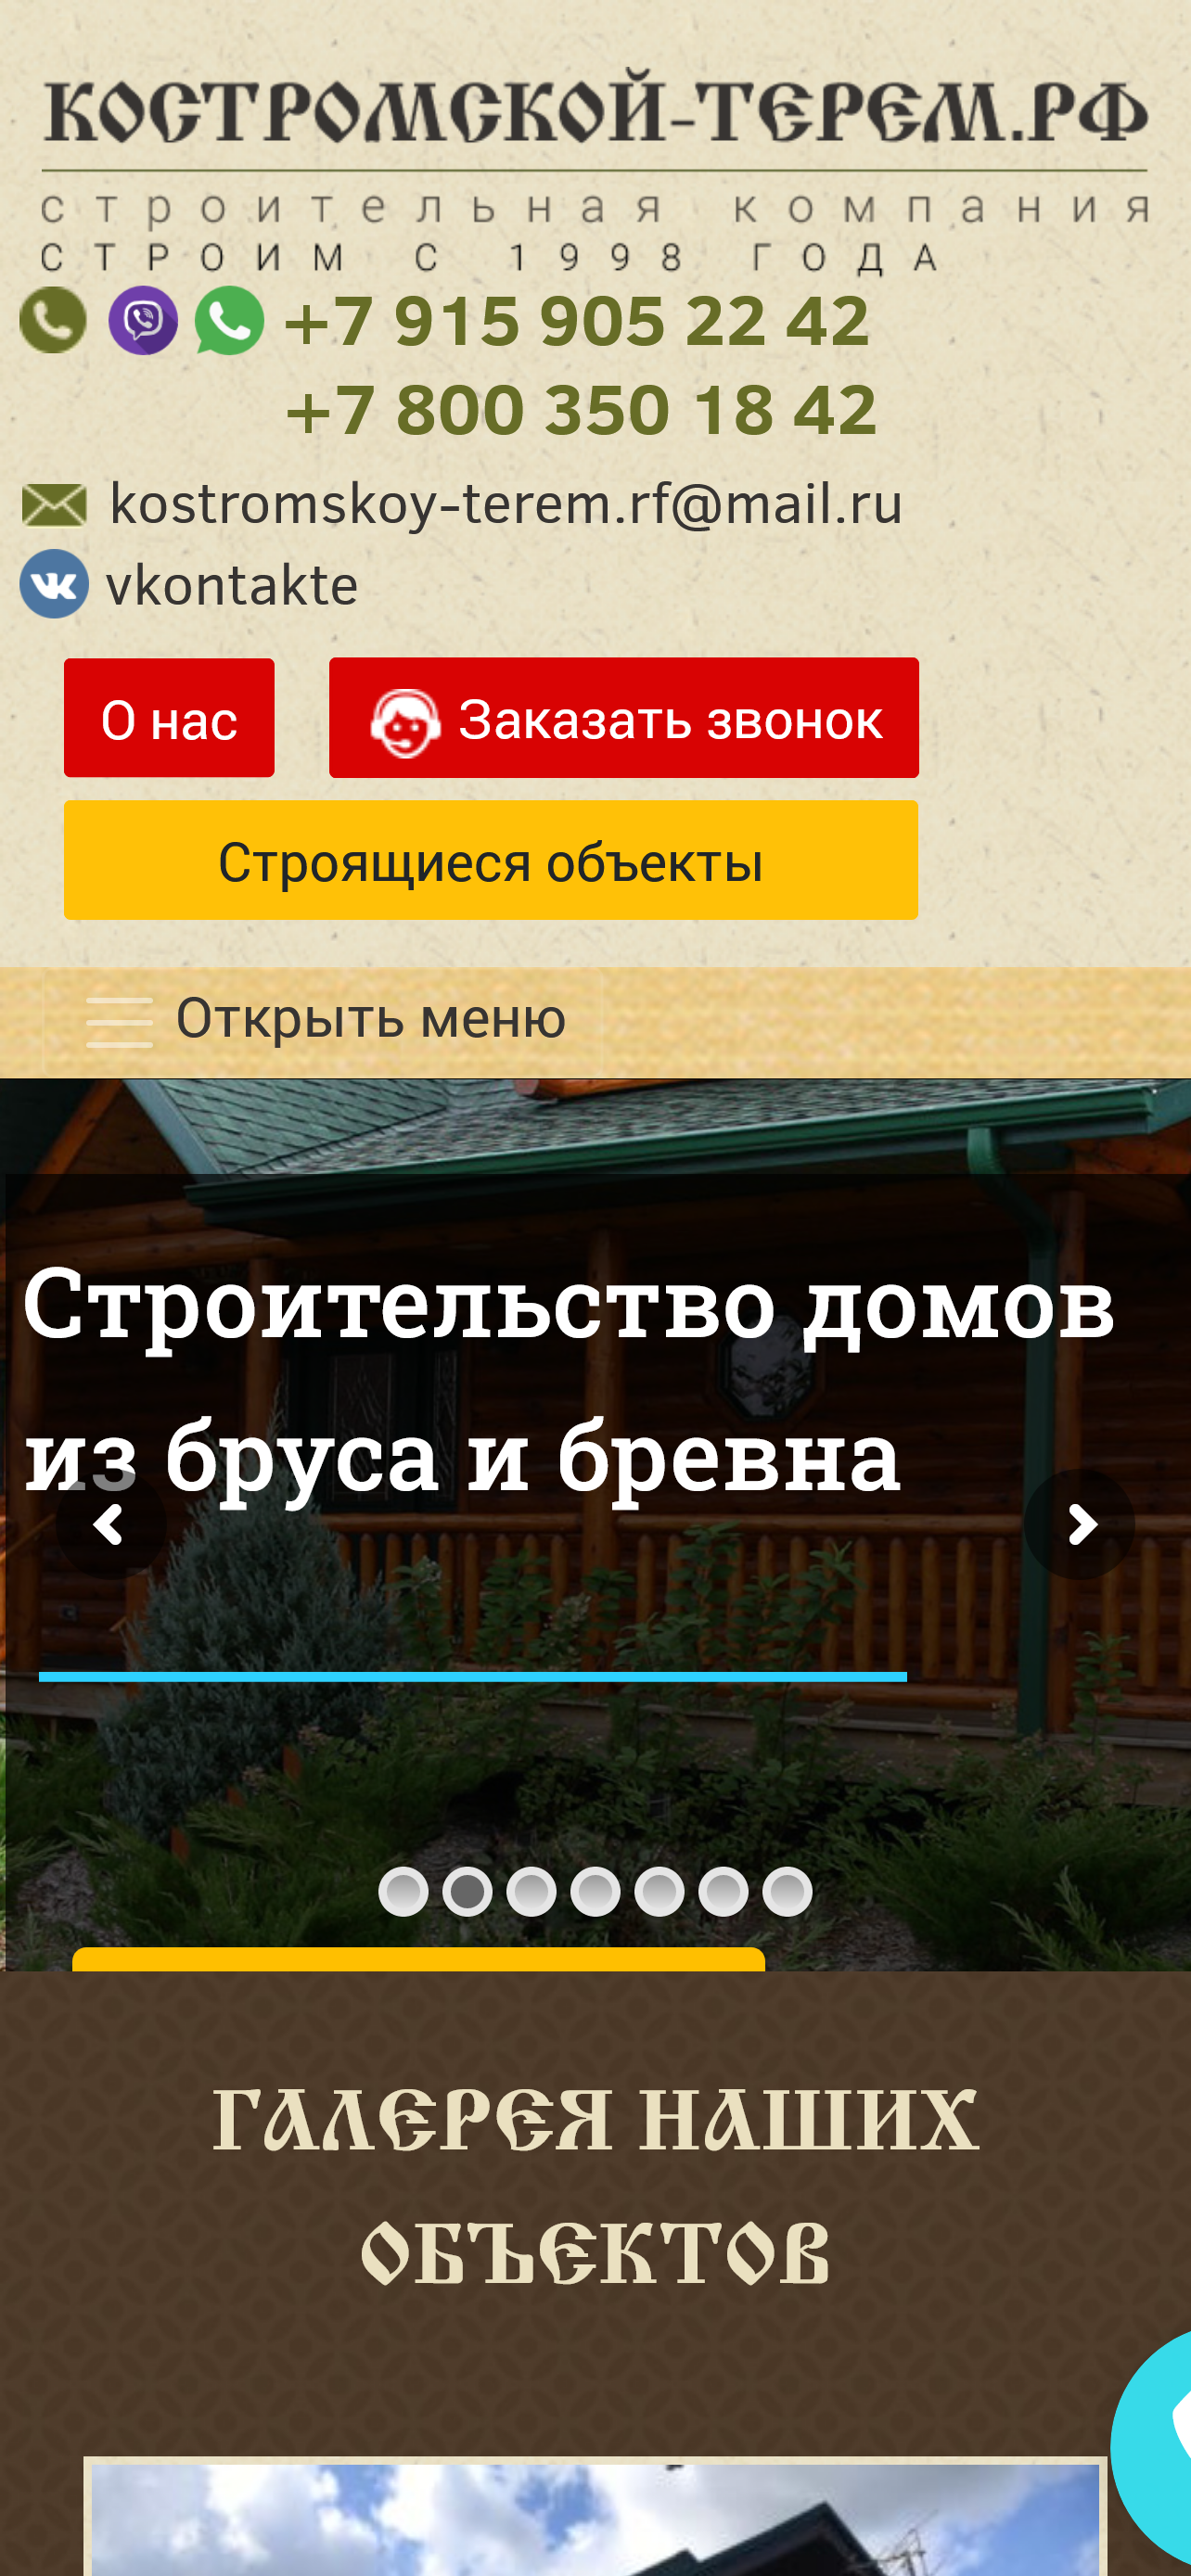 КОСТРОМСКОЙ-ТЕРЕМ.РФ
строительная компания
СТРОИМ С 1998 ГОДА
+7 915 905 22 42
+7 800 350 18 42
kostromskoy-terem.rf@mail.ru
vkontakte
О нас
Заказать звонок
Строящиеся объекты
Открыть меню
Строительство домов
из бруса и бревна
ГАЛЕРЕЯ НАШИХ
ОБЪЕКТОВ